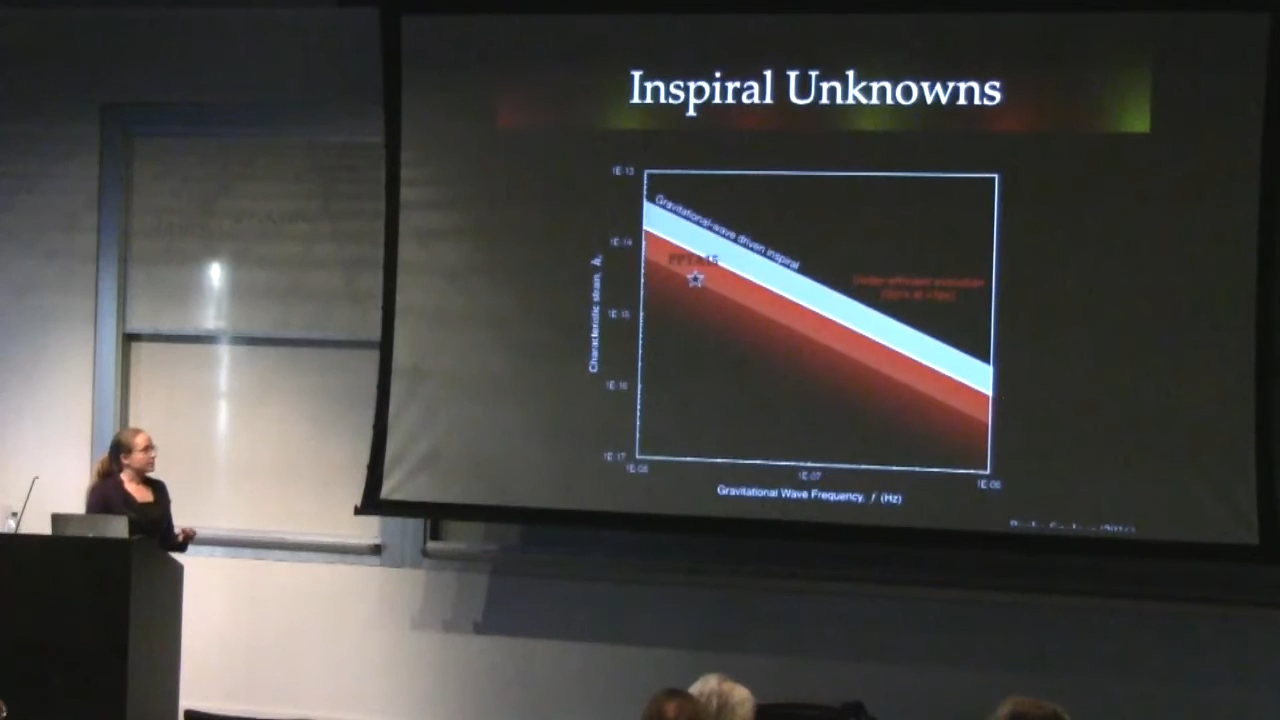 Inspiral Unknowns
1E-13
Gravitational-wave driven inspiral
1E-14
PPTA15
1E-15
Characteristic strain,
1E-16
1E-17
1E-08
1E-07
1E-06
Gravitational Wave Frequency, f (Hz)